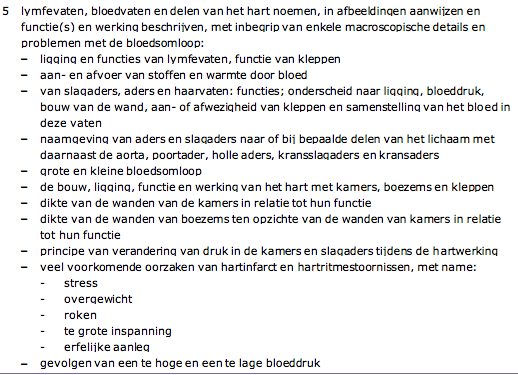 5 lymfevaten, bloedvaten en delen van het hart noemen, in afbeeldingen aanwijzen en
functie(s) en werking beschrijven, met inbegrip van enkele macroscopische details en
problemen met de bloedsomloop:
– ligging en functies van lymfevaten, functie van kleppen
– aan- en afvoer van stoffen en warmte door bloed
– van slagaders, aders en haarvaten: functies; onderscheid naar ligging, bloeddruk,
bouw van de wand, aan- of afwezigheid van kleppen en samenstelling van het bloed in
deze vaten
– naamgeving van aders en slagaders naar of bij bepaalde delen van het lichaam met
daarnaast de aorta, poortader, holle aders, kransslagaders en kransaders
– grote en kleine bloedsomloop
– de bouw, ligging, functie en werking van het hart met kamers, boezems en kleppen
– dikte van de wanden van de kamers in relatie tot hun functie
– dikte van de wanden van boezems ten opzichte van de wanden van kamers in relatie
tot hun functie
– principe van verandering van druk in de kamers en slagaders tijdens de hartwerking
– veel voorkomende oorzaken van hartinfarct en hartritmestoornissen, met name:
- stress
- overgewicht
- roken
- te grote inspanning
- erfelijke aanleg
– gevolgen van een te hoge en een te lage bloeddruk